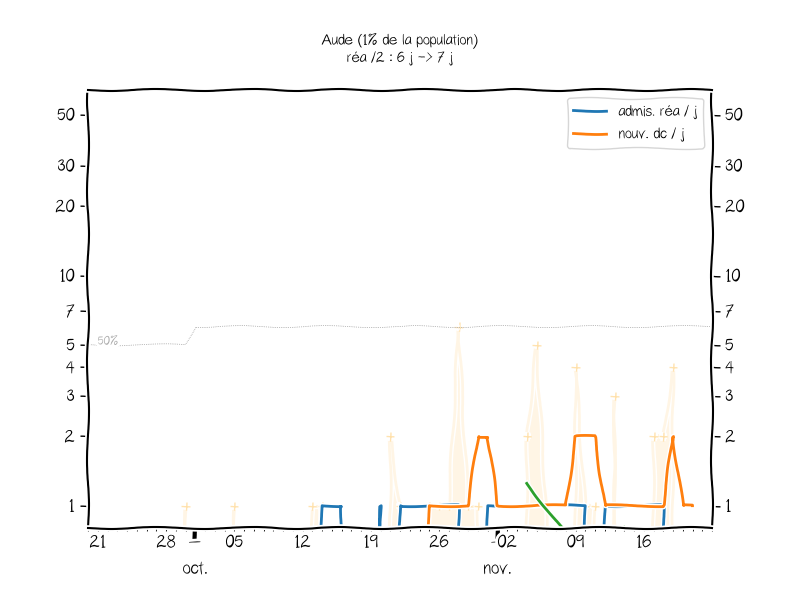 Aude (1% de la population)
réa /2 : 6 j -> 7 j
admis. réa / j
nouv. dc / j
50 50
30 30
20 20
10 10
7 7
50%
5 5
4 4
3 3
2 2
1 1
21 28 05 12 19 26 02 09 16
oct. nov.